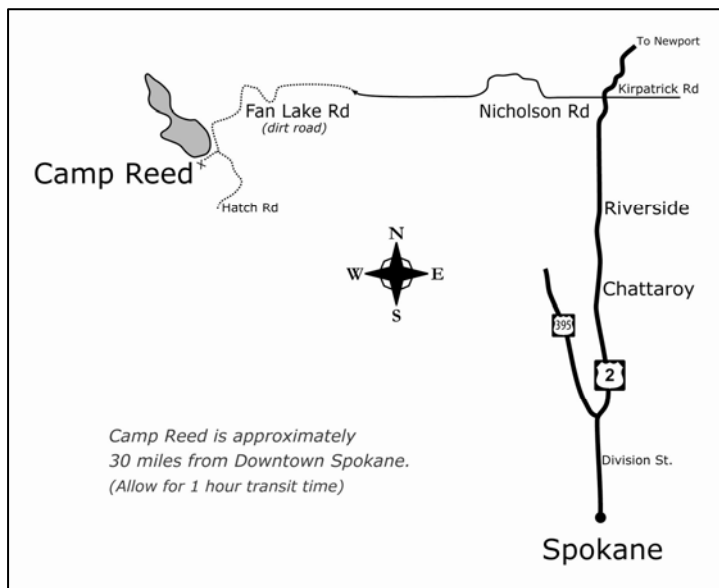 To Newport
Kirpatrick Rd
Fan Lake Rd
(dirt road)
Nicholson Rd
Camp Reed
Hatch Rd
Riverside
N
W E
S
Chattaroy
395
2
Camp Reed is approximately
30 miles from Downtown Spokane.
(Allow for 1 hour transit time)
Division St.
Spokane